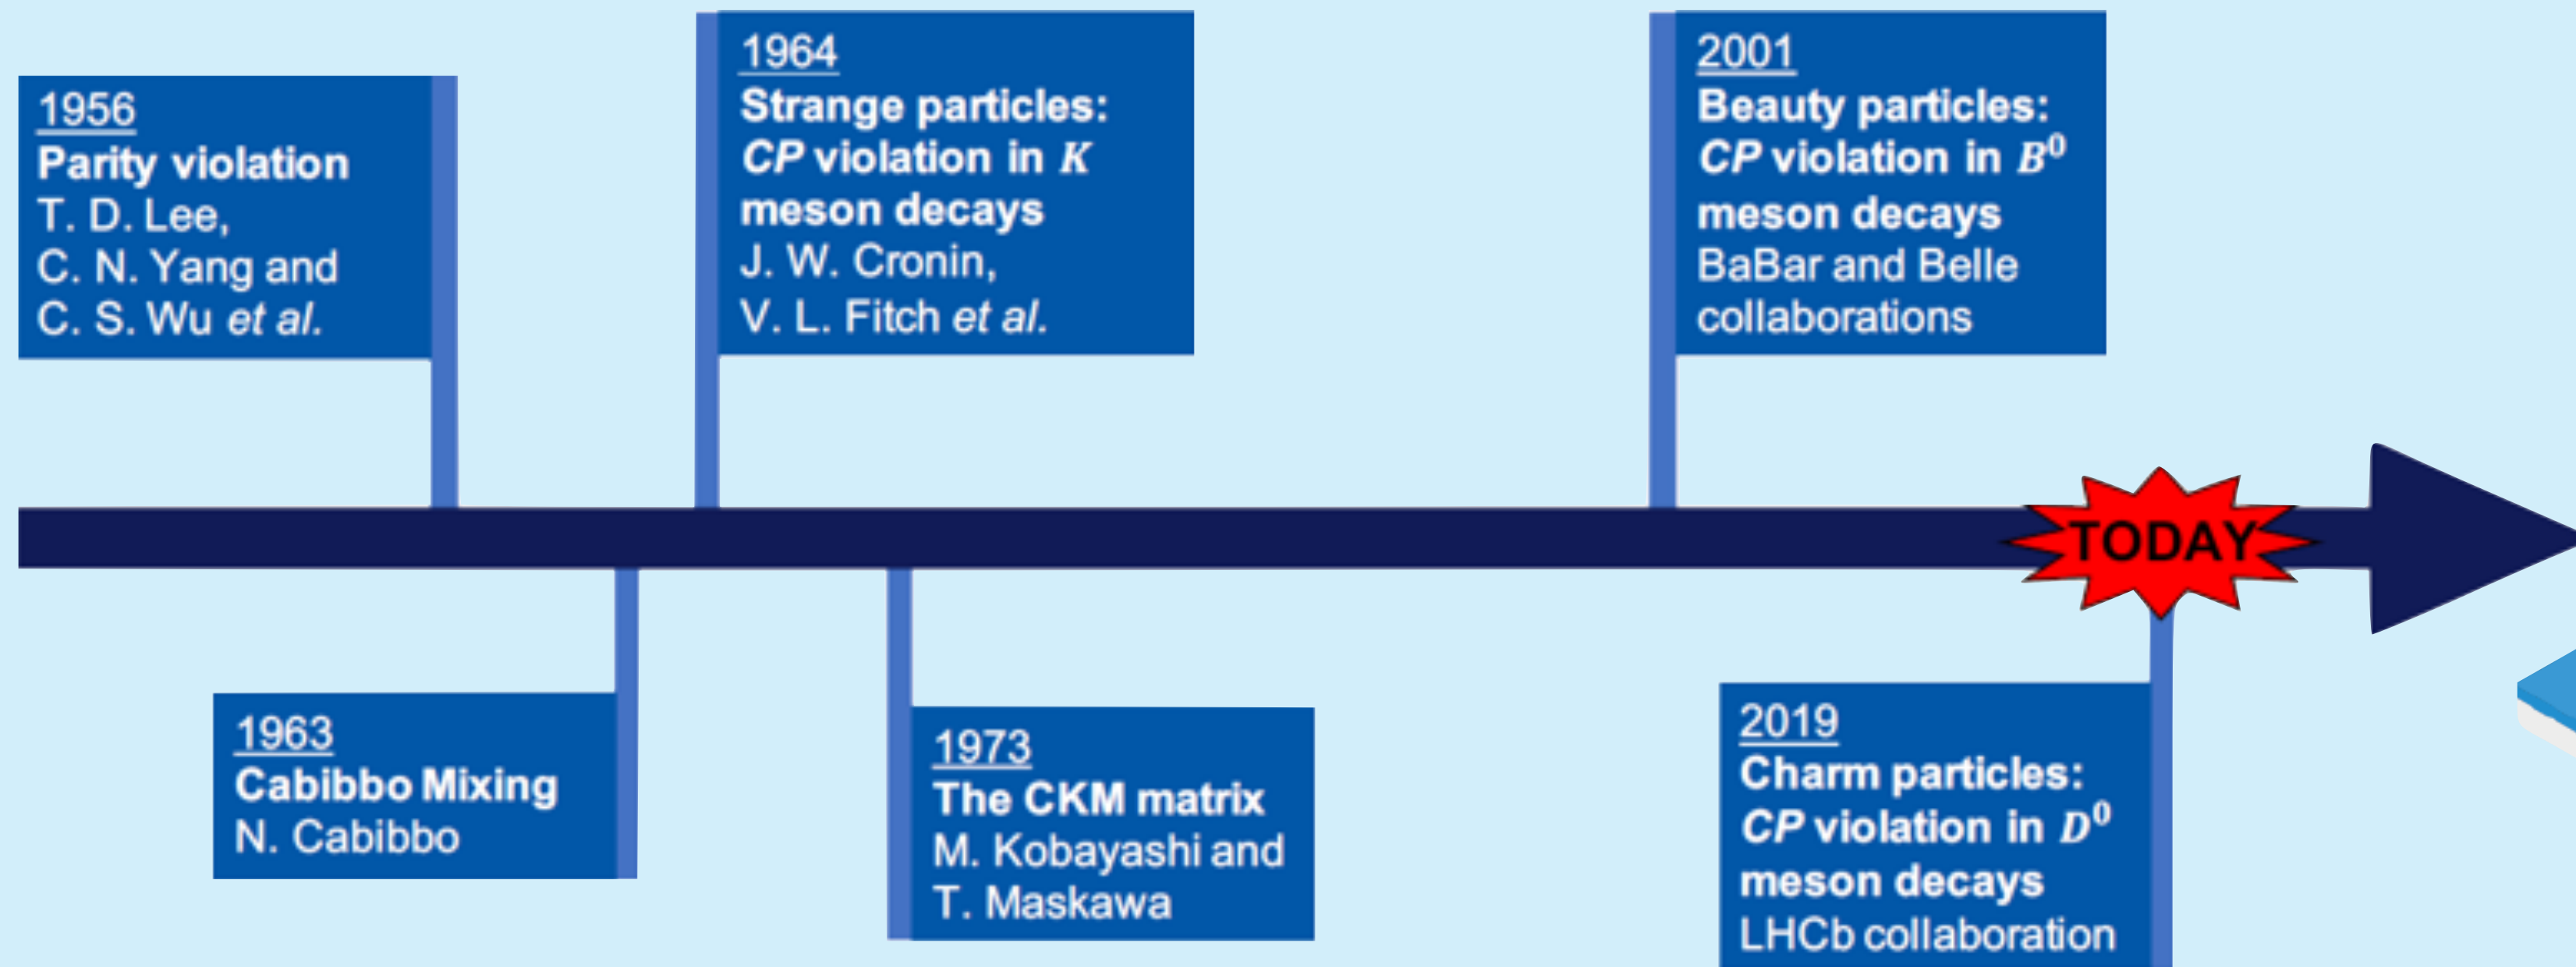 1956
Parity violation
T. D. Lee,
C. N. Yang and
C. S. Wu et al.
1964
Strange particles:
CP violation in K
meson decays
J. W. Cronin,
V. L. Fitch et al.
2001
Beauty particles:
CP violation in B⁰
meson decays
BaBar and Belle
collaborations
TODAY
1963
Cabibbo Mixing
N. Cabibbo
1973
The CKM matrix
M. Kobayashi and
T. Maskawa
2019
Charm particles:
CP violation in D⁰
meson decays
LHCb collaboration